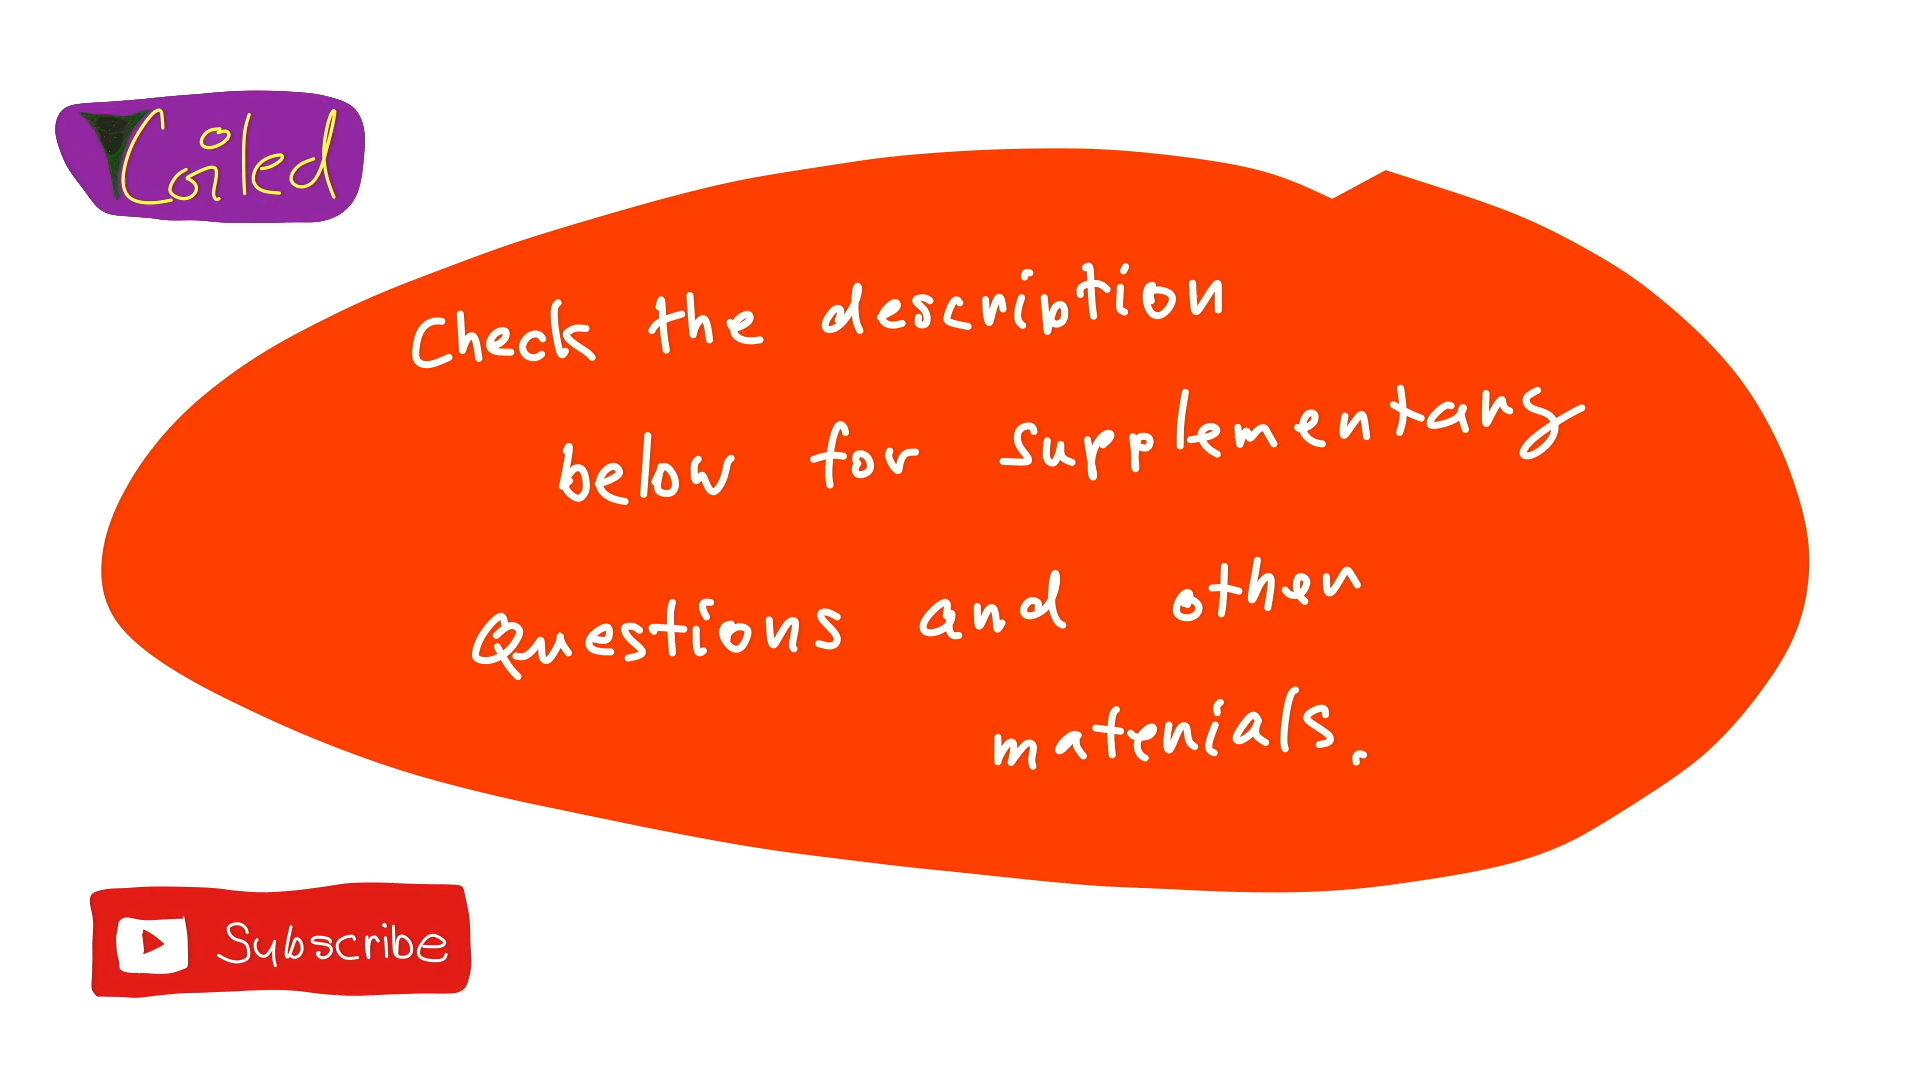 Coiled
Check the description
below for supplementary
Questions and other
materials.
Subscribe